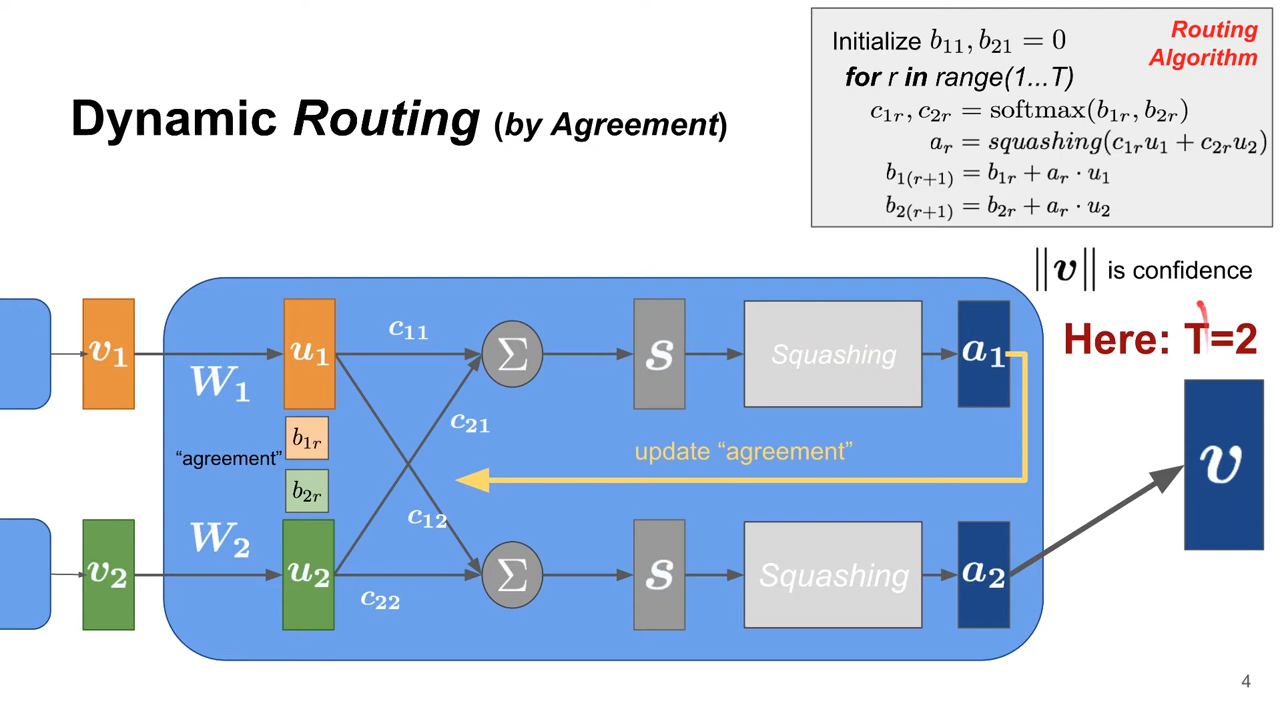 Dynamic Routing (by Agreement)
Routing
Algorithm
Initialize b₁₁, b₂₁ = 0
for r in range(1...T)
c₁ᵣ, c₂ᵣ = softmax(b₁ᵣ, b₂ᵣ)
aᵣ = squashing(c₁ᵣu₁ + c₂ᵣu₂)
b₁₍ᵣ₊₁₎ = b₁ᵣ + aᵣ · u₁
b₂₍ᵣ₊₁₎ = b₂ᵣ + aᵣ · u₂
||v|| is confidence
Here: T=2
v₁
W₁
u₁
c₁₁
Σ
s
Squashing
a₁
c₂₁
b₁ᵣ
"agreement"
b₂ᵣ
update "agreement"
v
c₁₂
v₂
W₂
u₂
c₂₂
Σ
s
Squashing
a₂
4